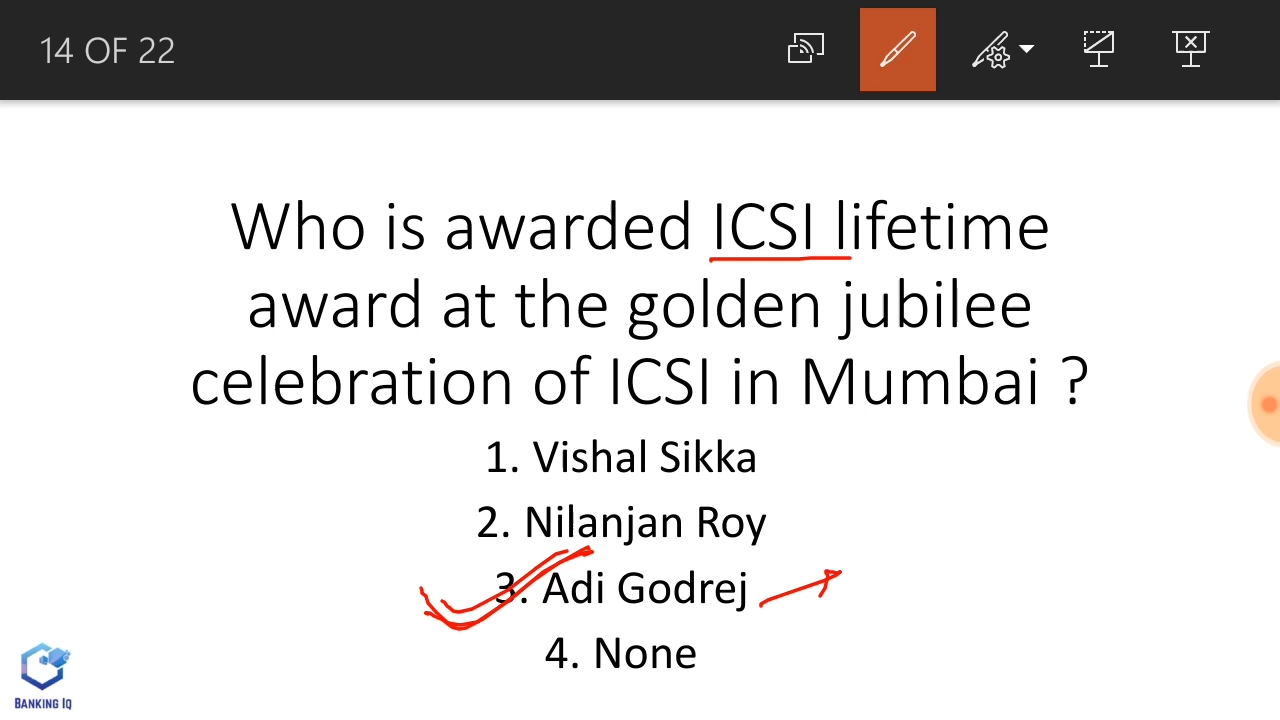 14 OF 22
Who is awarded ICSI lifetime
award at the golden jubilee
celebration of ICSI in Mumbai ?
1. Vishal Sikka
2. Nilanjan Roy
3. Adi Godrej
4. None
BANKING IQ